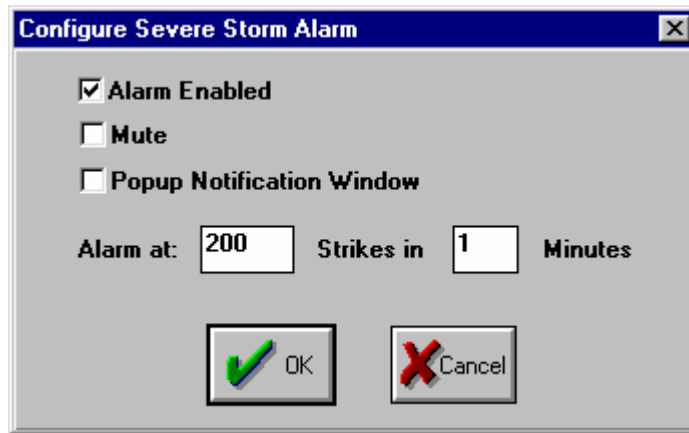 Configure Severe Storm Alarm
Alarm Enabled
Mute
Popup Notification Window
Alarm at: 200 Strikes in 1 Minutes
OK Cancel